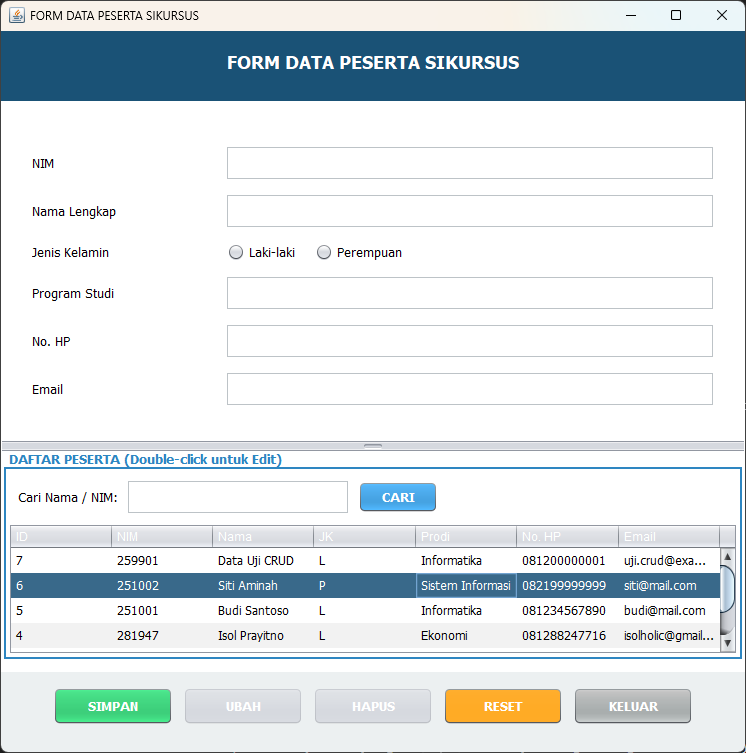 FORM DATA PESERTA SIKURSUS
FORM DATA PESERTA SIKURSUS
NIM
Nama Lengkap
Jenis Kelamin Laki-laki Perempuan
Program Studi
No. HP
Email
DAFTAR PESERTA (Double-click untuk Edit)
Cari Nama / NIM: CARI
ID NIM Nama JK Prodi No. HP Email
7 259901 Data Uji CRUD L Informatika 081200000001 uji.crud@exa...
6 251002 Siti Aminah P Sistem Informasi 082199999999 siti@mail.com
5 251001 Budi Santoso L Informatika 081234567890 budi@mail.com
4 281947 Isol Prayitno L Ekonomi 081288247716 isolholic@gmail...
SIMPAN UBAH HAPUS RESET KELUAR